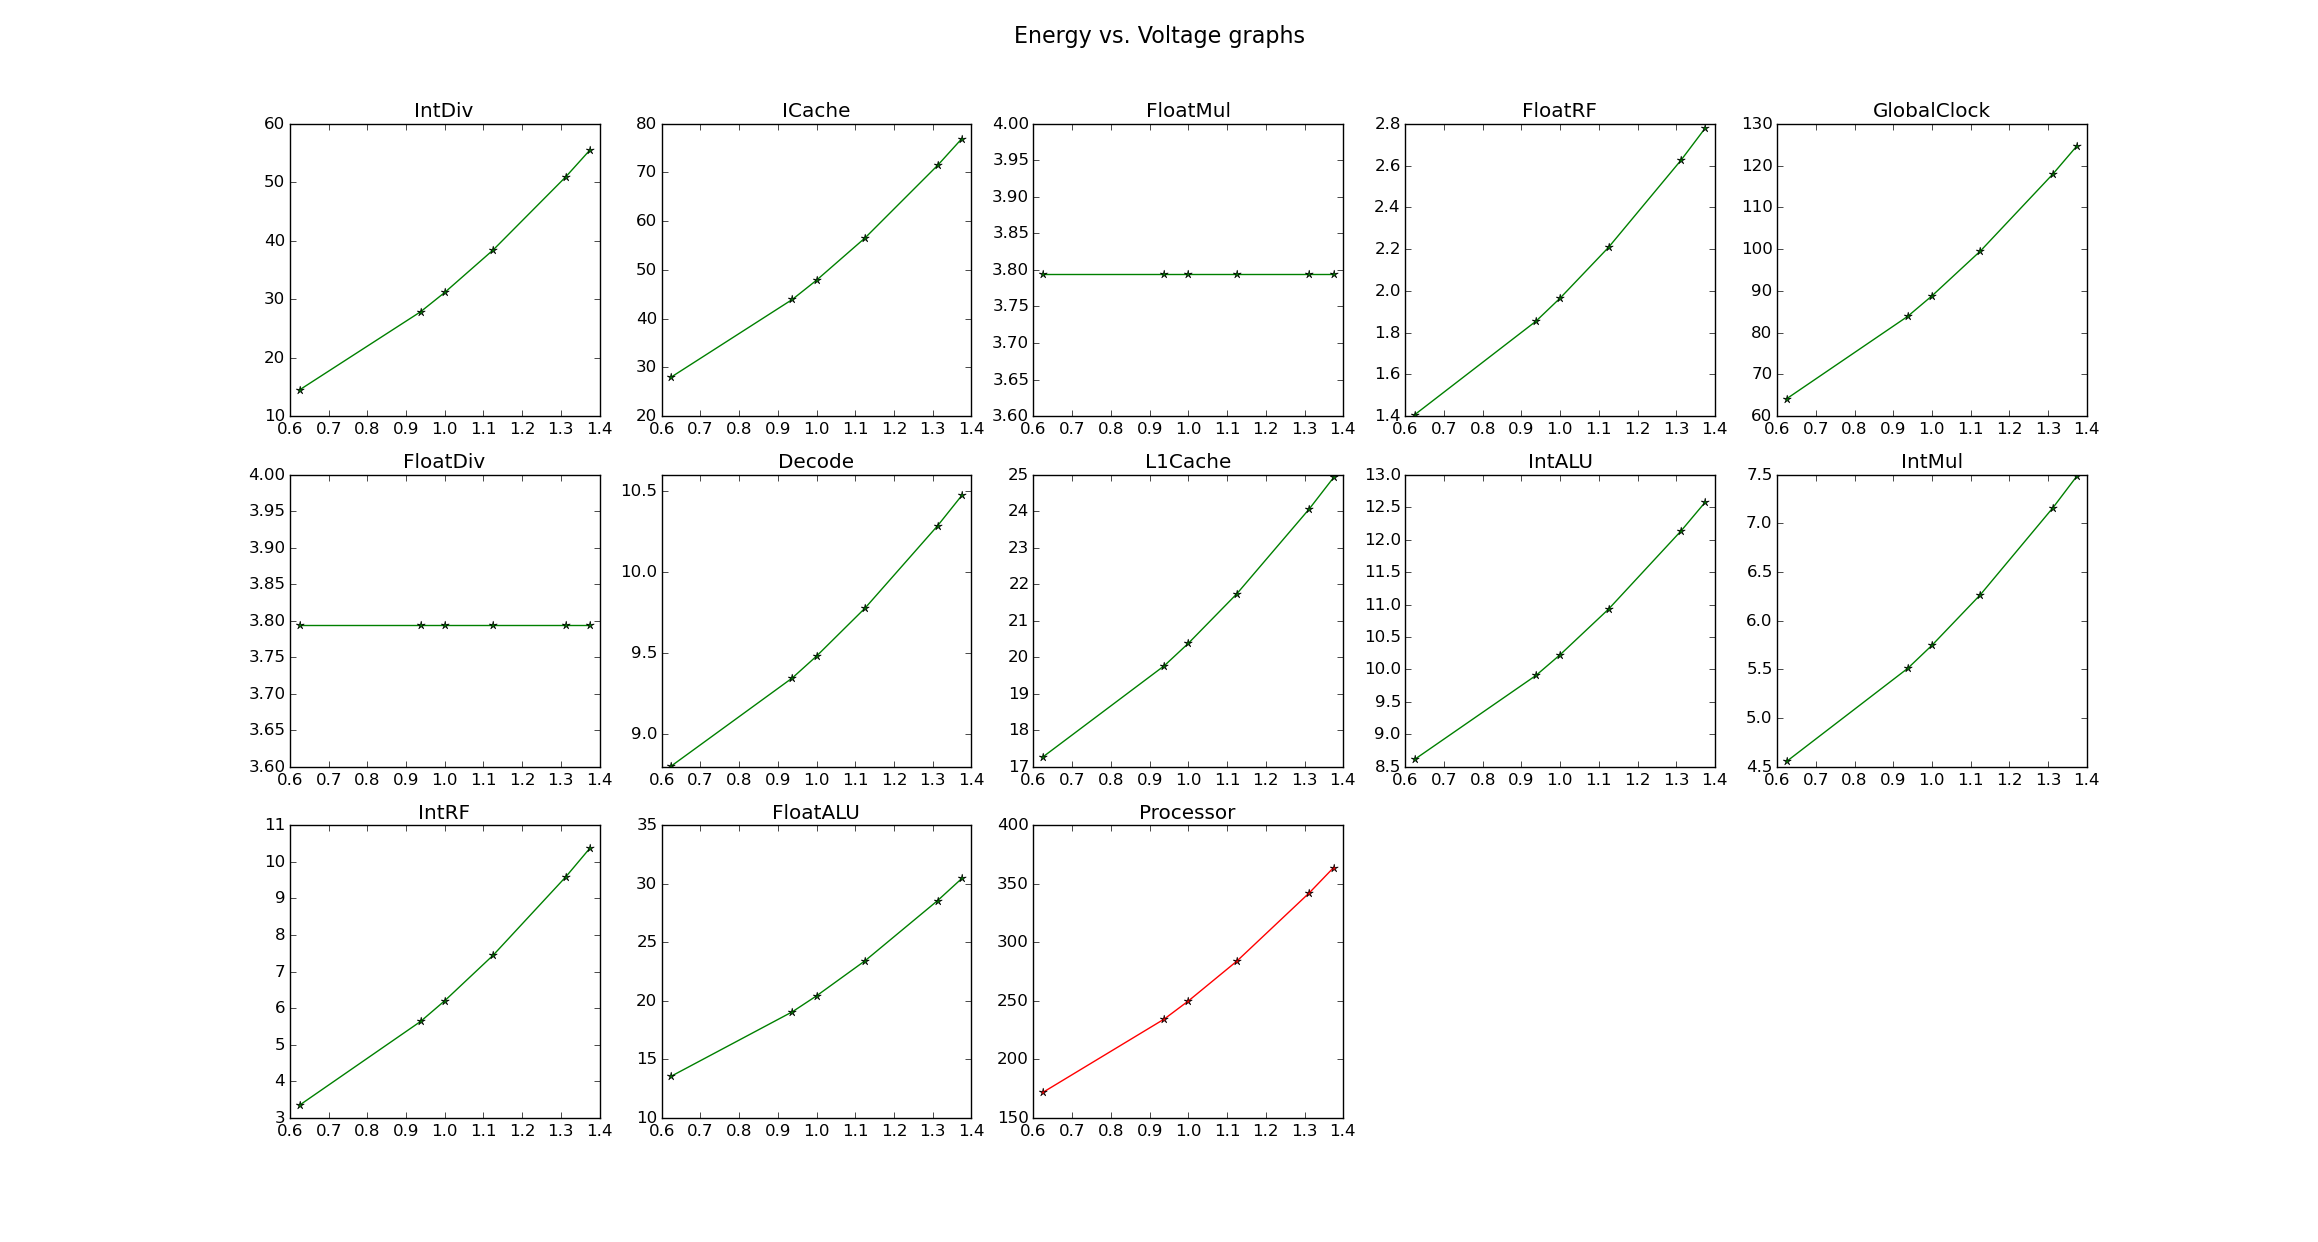 Energy vs. Voltage graphs
IntDiv ICache FloatMul FloatRF GlobalClock
60 80 4.00 2.8 130
50 70 3.95 2.6 120
40 60 3.90 2.4 110
30 50 3.85 2.2 100
20 40 3.80 2.0 90
10 30 3.75 1.8 80
20 3.70 1.6 70
3.65 1.4 60
3.60
0.6 0.7 0.8 0.9 1.0 1.1 1.2 1.3 1.4 0.6 0.7 0.8 0.9 1.0 1.1 1.2 1.3 1.4 0.6 0.7 0.8 0.9 1.0 1.1 1.2 1.3 1.4 0.6 0.7 0.8 0.9 1.0 1.1 1.2 1.3 1.4 0.6 0.7 0.8 0.9 1.0 1.1 1.2 1.3 1.4
FloatDiv Decode L1Cache IntALU IntMul
4.00 10.5 25 13.0 7.5
3.95 10.0 24 12.5 7.0
3.90 9.5 23 12.0 6.5
3.85 9.0 22 11.5 6.0
3.80 21 11.0 5.5
3.75 20 10.5 5.0
3.70 19 10.0 4.5
3.65 18 9.5
3.60 17 9.0
8.5
0.6 0.7 0.8 0.9 1.0 1.1 1.2 1.3 1.4 0.6 0.7 0.8 0.9 1.0 1.1 1.2 1.3 1.4 0.6 0.7 0.8 0.9 1.0 1.1 1.2 1.3 1.4 0.6 0.7 0.8 0.9 1.0 1.1 1.2 1.3 1.4 0.6 0.7 0.8 0.9 1.0 1.1 1.2 1.3 1.4
IntRF FloatALU Processor
11 35 400
10 30 350
9 25 300
8 20 250
7 15 200
6 10 150
5
4
3
0.6 0.7 0.8 0.9 1.0 1.1 1.2 1.3 1.4 0.6 0.7 0.8 0.9 1.0 1.1 1.2 1.3 1.4 0.6 0.7 0.8 0.9 1.0 1.1 1.2 1.3 1.4